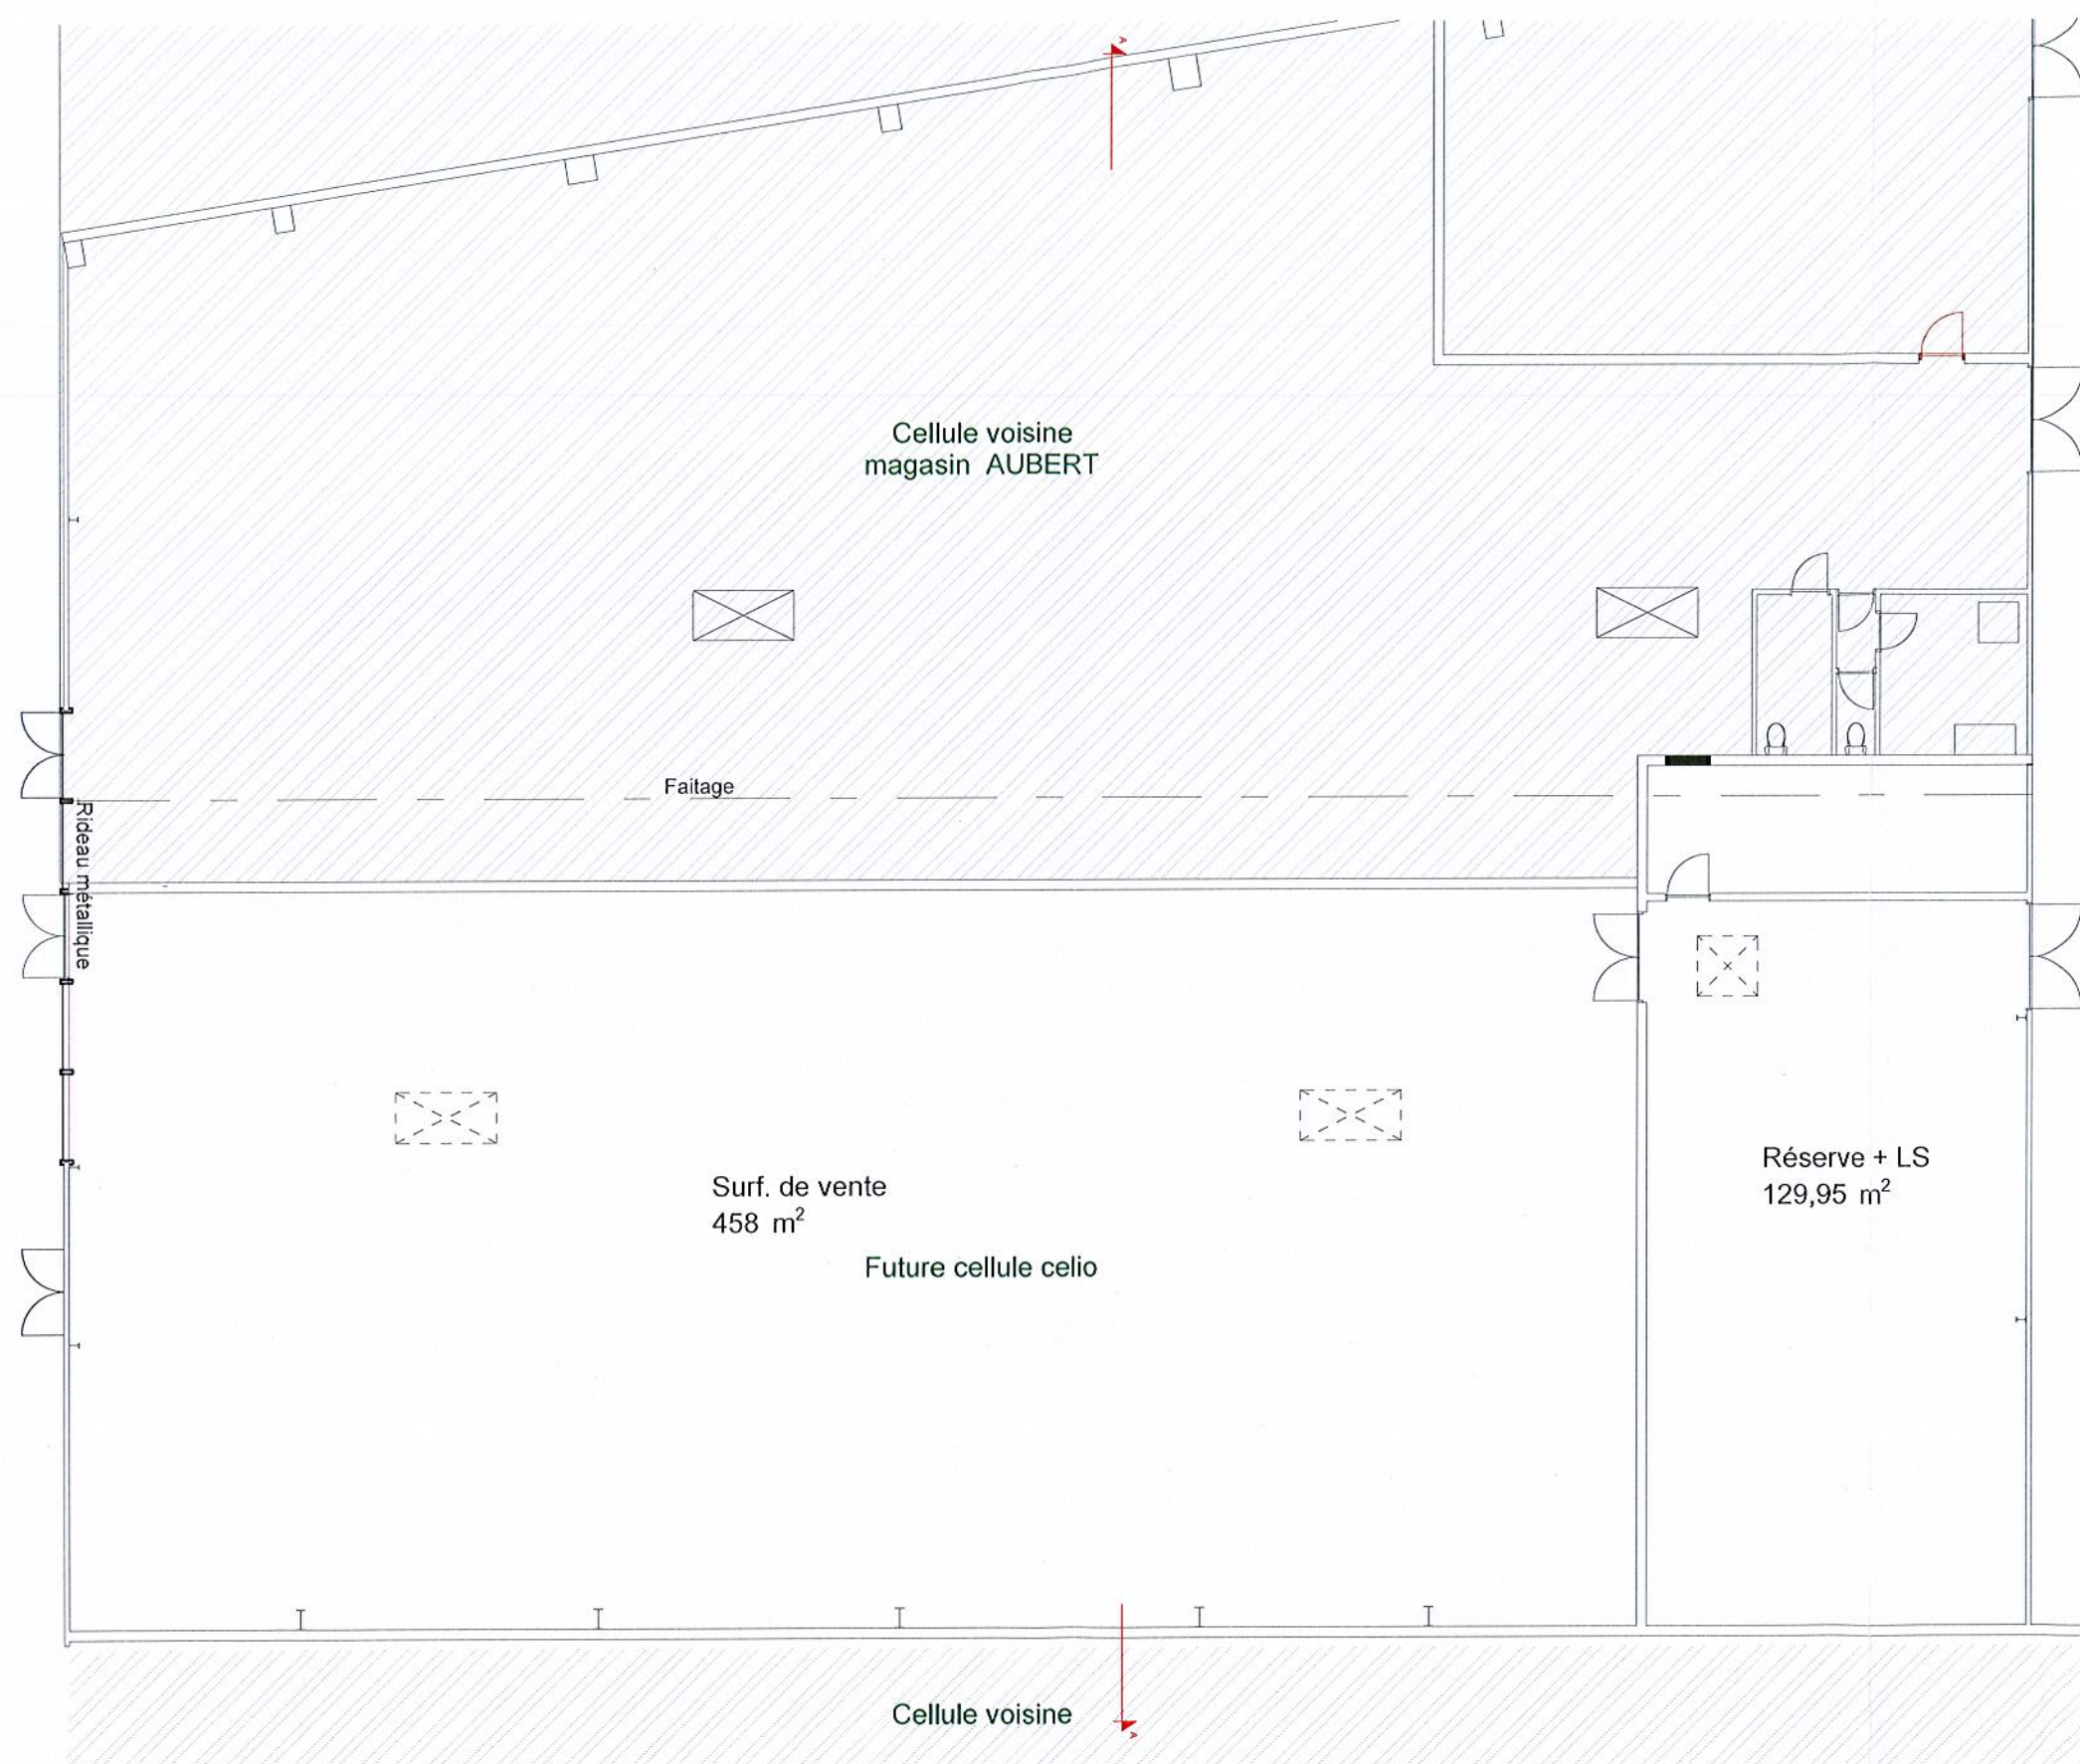 A
Cellule voisine
magasin AUBERT
Faitage
Rideau métallique
Surf. de vente
458 m²
Future cellule celio
Réserve + LS
129,95 m²
Cellule voisine
A